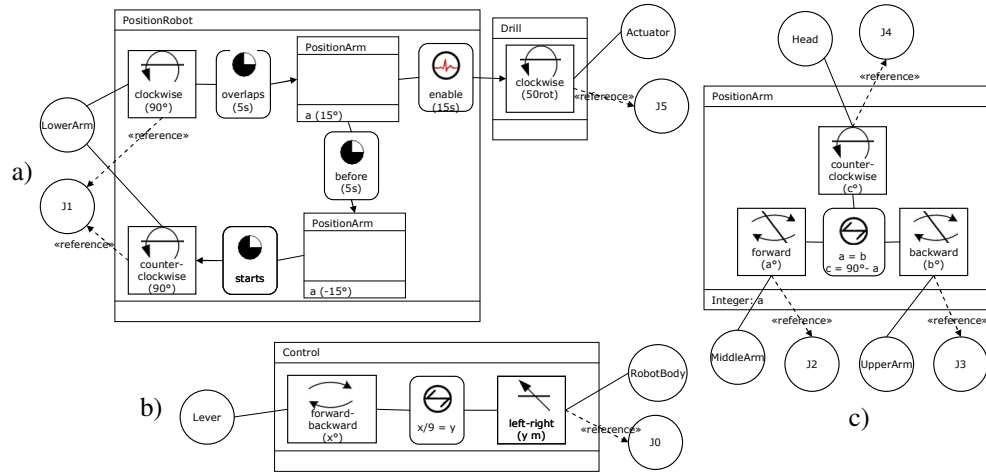 a)
PositionRobot
clockwise
(90°)
overlaps
(5s)
PositionArm
a (15°)
enable
(15s)
LowerArm
«reference»
J1
«reference»
before
(5s)
counter-
clockwise
(90°)
starts
PositionArm
a (-15°)
Drill
clockwise
(50rot)
Actuator
«reference»
J5
b)
Control
Lever
forward-
backward
(x°)
x/9 = y
left-right
(y m)
RobotBody
«reference»
J0
c)
Head
J4
«reference»
PositionArm
counter-
clockwise
(c°)
forward
(a°)
a = b
c = 90°- a
backward
(b°)
Integer: a
«reference»
«reference»
MiddleArm
J2
UpperArm
J3